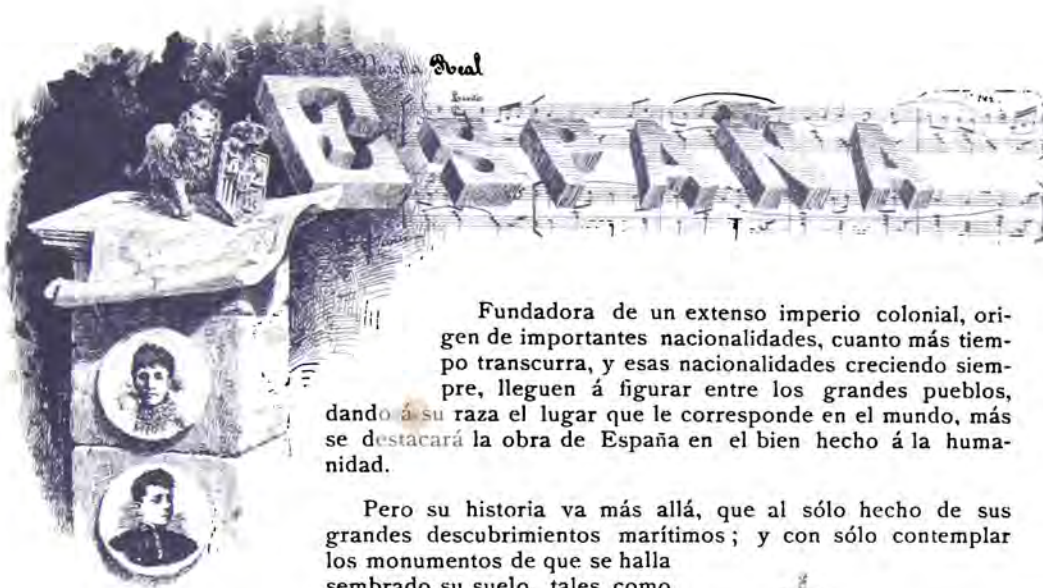 Marcha Real
ESPAÑA
Fundadora de un extenso imperio colonial, ori-
gen de importantes nacionalidades, cuanto más tiem-
po transcurra, y esas nacionalidades creciendo siem-
pre, lleguen á figurar entre los grandes pueblos,
dando á su raza el lugar que le corresponde en el mundo, más
se destacará la obra de España en el bien hecho á la huma-
nidad.
Pero su historia va más allá, que al sólo hecho de sus
grandes descubrimientos marítimos; y con sólo contemplar
los monumentos de que se halla
sembrado su suelo, tales como